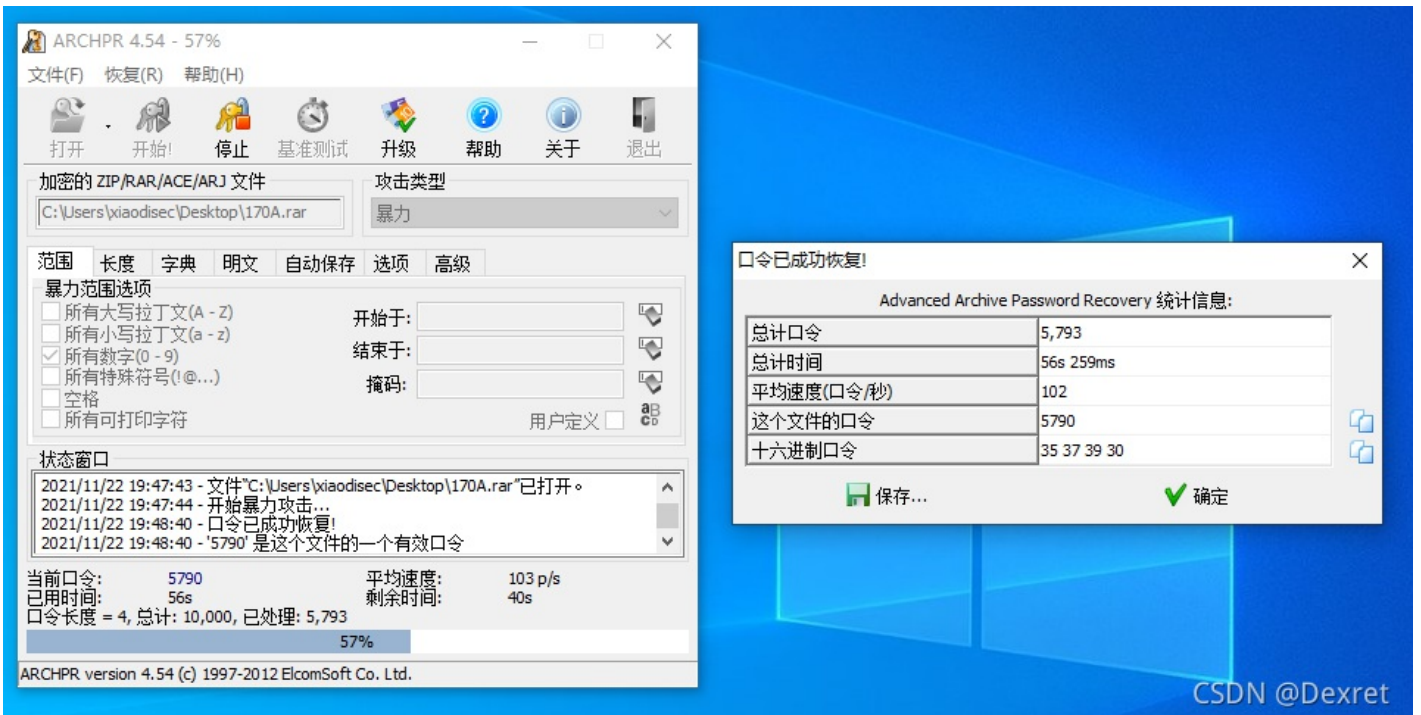 ARCHPR 4.54 - 57%
文件(F) 恢复(R) 帮助(H)
打开 开始! 停止 基准测试 升级 帮助 关于 退出
加密的 ZIP/RAR/ACE/ARJ 文件 攻击类型
C:\Users\xiaodisec\Desktop\170A.rar 暴力
范围 长度 字典 明文 自动保存 选项 高级
暴力范围选项
所有大写拉丁文(A - Z)
所有小写拉丁文(a - z)
所有数字(0 - 9)
所有特殊符号(!@...)
空格
所有可打印字符
开始于:
结束于:
掩码:
用户定义
aBCD
状态窗口
2021/11/22 19:47:43 - 文件"C:\Users\xiaodisec\Desktop\170A.rar"已打开。
2021/11/22 19:47:44 - 开始暴力攻击...
2021/11/22 19:48:40 - 口令已成功恢复!
2021/11/22 19:48:40 - '5790' 是这个文件的一个有效口令
当前口令: 5790 平均速度: 103 p/s
已用时间: 56s 剩余时间: 40s
口令长度 = 4, 总计: 10,000, 已处理: 5,793
57%
ARCHPR version 4.54 (c) 1997-2012 ElcomSoft Co. Ltd.
口令已成功恢复!
Advanced Archive Password Recovery 统计信息:
总计口令 5,793
总计时间 56s 259ms
平均速度(口令/秒) 102
这个文件的口令 5790
十六进制口令 35 37 39 30
保存... 确定
CSDN @Dexret